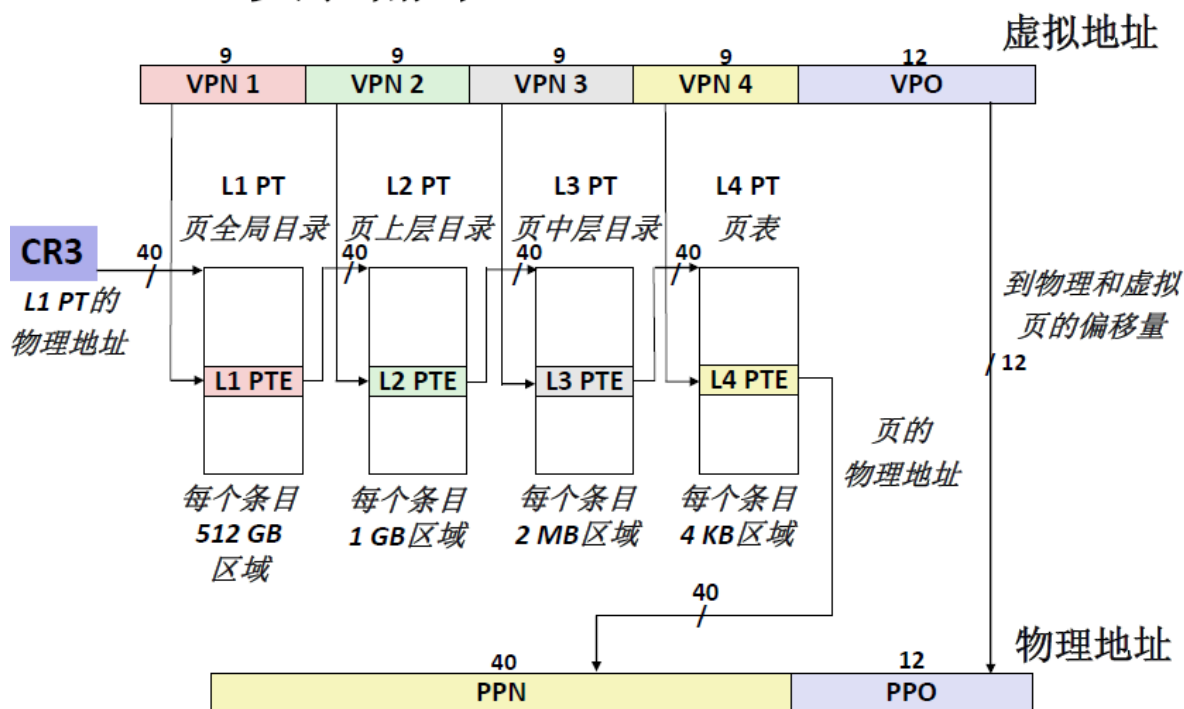 虚拟地址
9 9 9 9 12
VPN 1 VPN 2 VPN 3 VPN 4 VPO
L1 PT L2 PT L3 PT L4 PT
页全局目录 页上层目录 页中层目录 页表
CR3 40 40 40 40
L1 PT的
物理地址
到物理和虚拟
页的偏移量
12
L1 PTE L2 PTE L3 PTE L4 PTE
页的
物理地址
每个条目 每个条目 每个条目 每个条目
512 GB 1 GB区域 2 MB区域 4 KB区域
区域
40
物理地址
40 12
PPN PPO